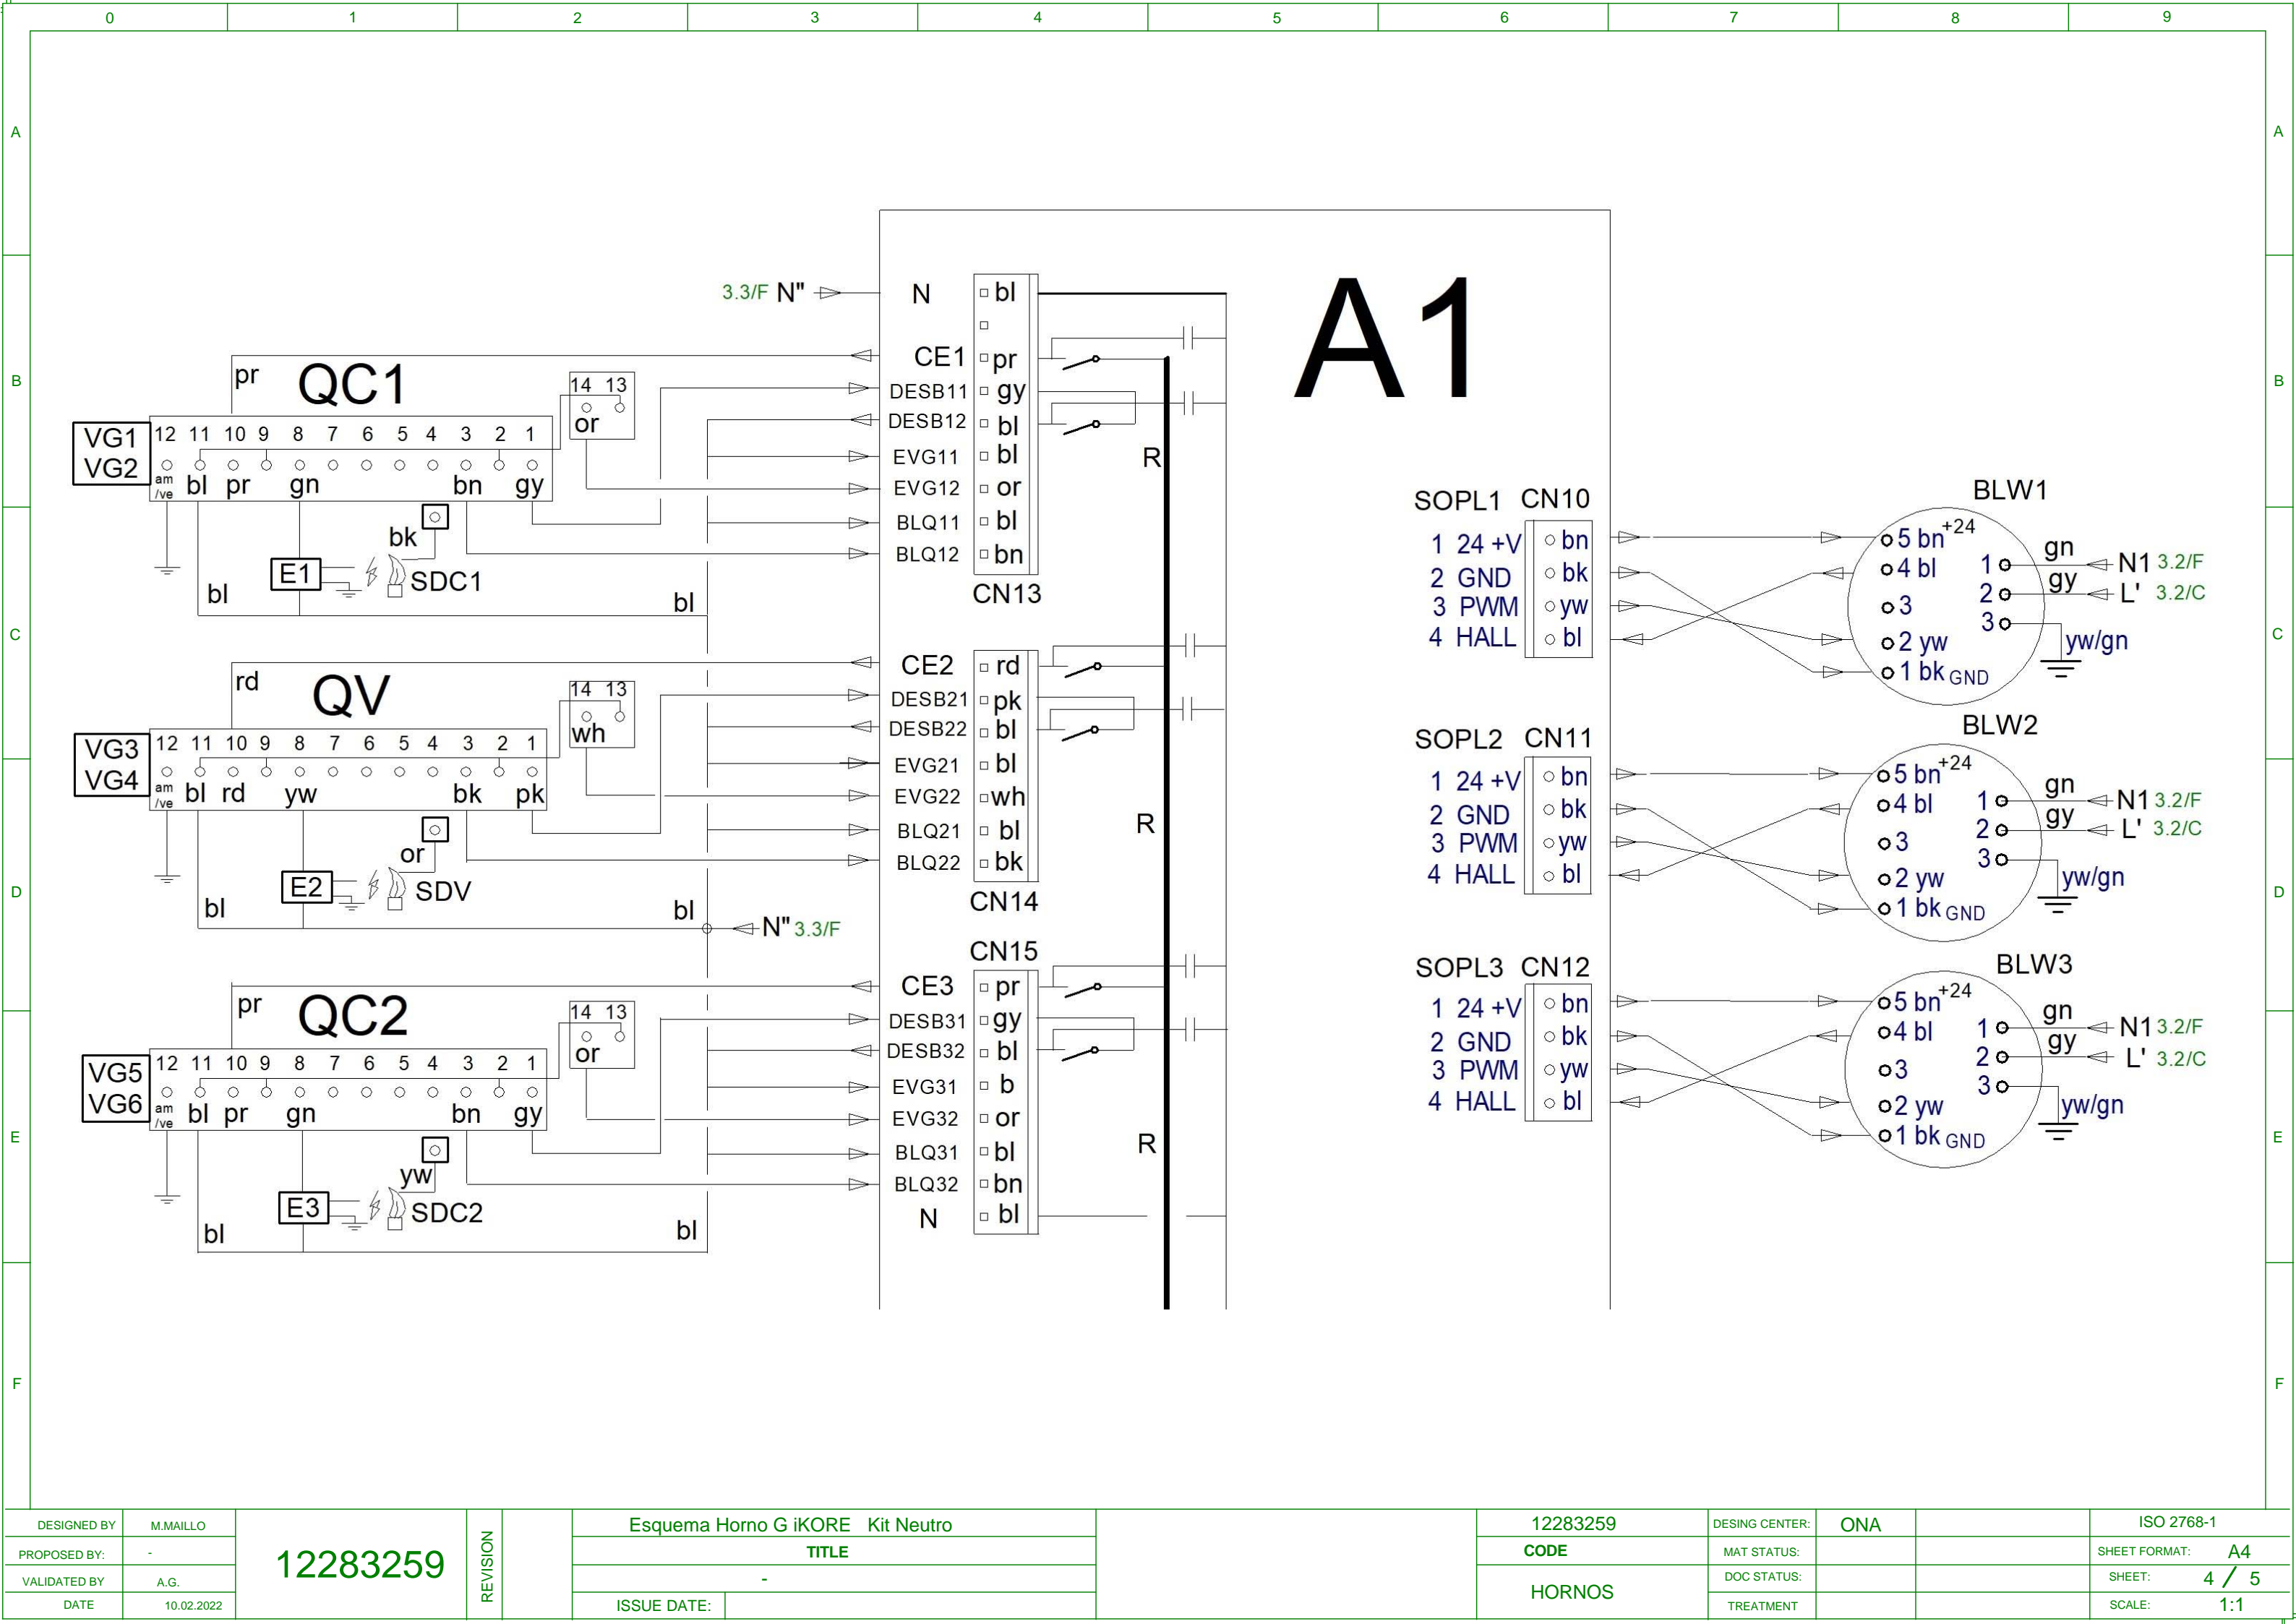 0 1 2 3 4 5 6 7 8 9
A A
B B
C C
D D
E E
F F
A1
3.3/F N" N bl
CE1 pr
DESB11 gy
DESB12 bl
EVG11 bl
EVG12 or
BLQ11 bl
BLQ12 bn
CN13
R
pr QC1
14 13
or
VG1
VG2
12 11 10 9 8 7 6 5 4 3 2 1
am
/ve bl pr gn bn gy
bk
E1 SDC1
bl bl
CE2 rd
DESB21 pk
DESB22 bl
EVG21 bl
EVG22 wh
BLQ21 bl
BLQ22 bk
CN14
R
rd QV
14 13
wh
VG3
VG4
12 11 10 9 8 7 6 5 4 3 2 1
am
/ve bl rd yw bk pk
or
E2 SDV
bl bl
N" 3.3/F
CN15
CE3 pr
DESB31 gy
DESB32 bl
EVG31 b
EVG32 or
BLQ31 bl
BLQ32 bn
N bl
R
pr QC2
14 13
or
VG5
VG6
12 11 10 9 8 7 6 5 4 3 2 1
am
/ve bl pr gn bn gy
yw
E3 SDC2
bl bl
SOPL1 CN10
1 24 +V bn
2 GND bk
3 PWM yw
4 HALL bl
BLW1
5 bn +24
4 bl
3
2 yw
1 bk GND
1 gn N1 3.2/F
2 gy L' 3.2/C
3 yw/gn
SOPL2 CN11
1 24 +V bn
2 GND bk
3 PWM yw
4 HALL bl
BLW2
5 bn +24
4 bl
3
2 yw
1 bk GND
1 gn N1 3.2/F
2 gy L' 3.2/C
3 yw/gn
SOPL3 CN12
1 24 +V bn
2 GND bk
3 PWM yw
4 HALL bl
BLW3
5 bn +24
4 bl
3
2 yw
1 bk GND
1 gn N1 3.2/F
2 gy L' 3.2/C
3 yw/gn
DESIGNED BY M.MAILLO
PROPOSED BY: -
VALIDATED BY A.G.
DATE 10.02.2022
12283259
REVISION
Esquema Horno G iKORE Kit Neutro
TITLE
-
ISSUE DATE:
12283259
CODE
HORNOS
DESING CENTER: ONA
MAT STATUS:
DOC STATUS:
TREATMENT
ISO 2768-1
SHEET FORMAT: A4
SHEET: 4 / 5
SCALE: 1:1